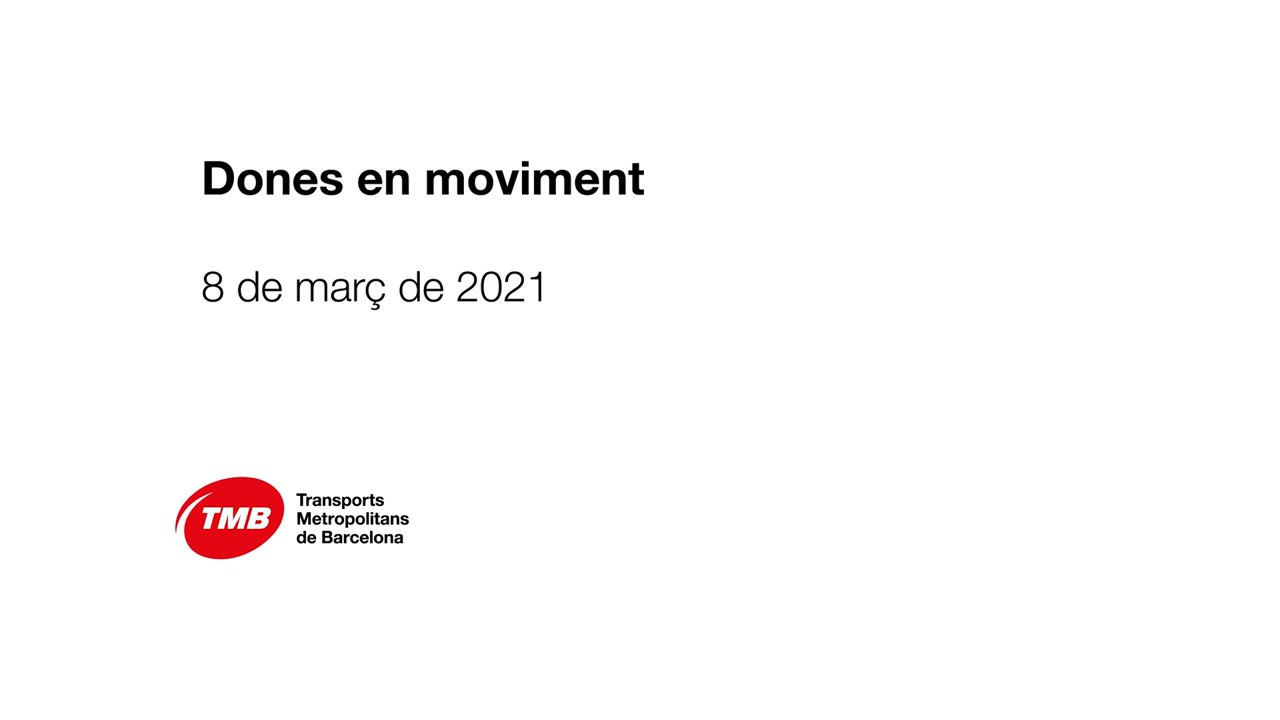 Dones en moviment
8 de març de 2021
TMB
Transports
Metropolitans
de Barcelona